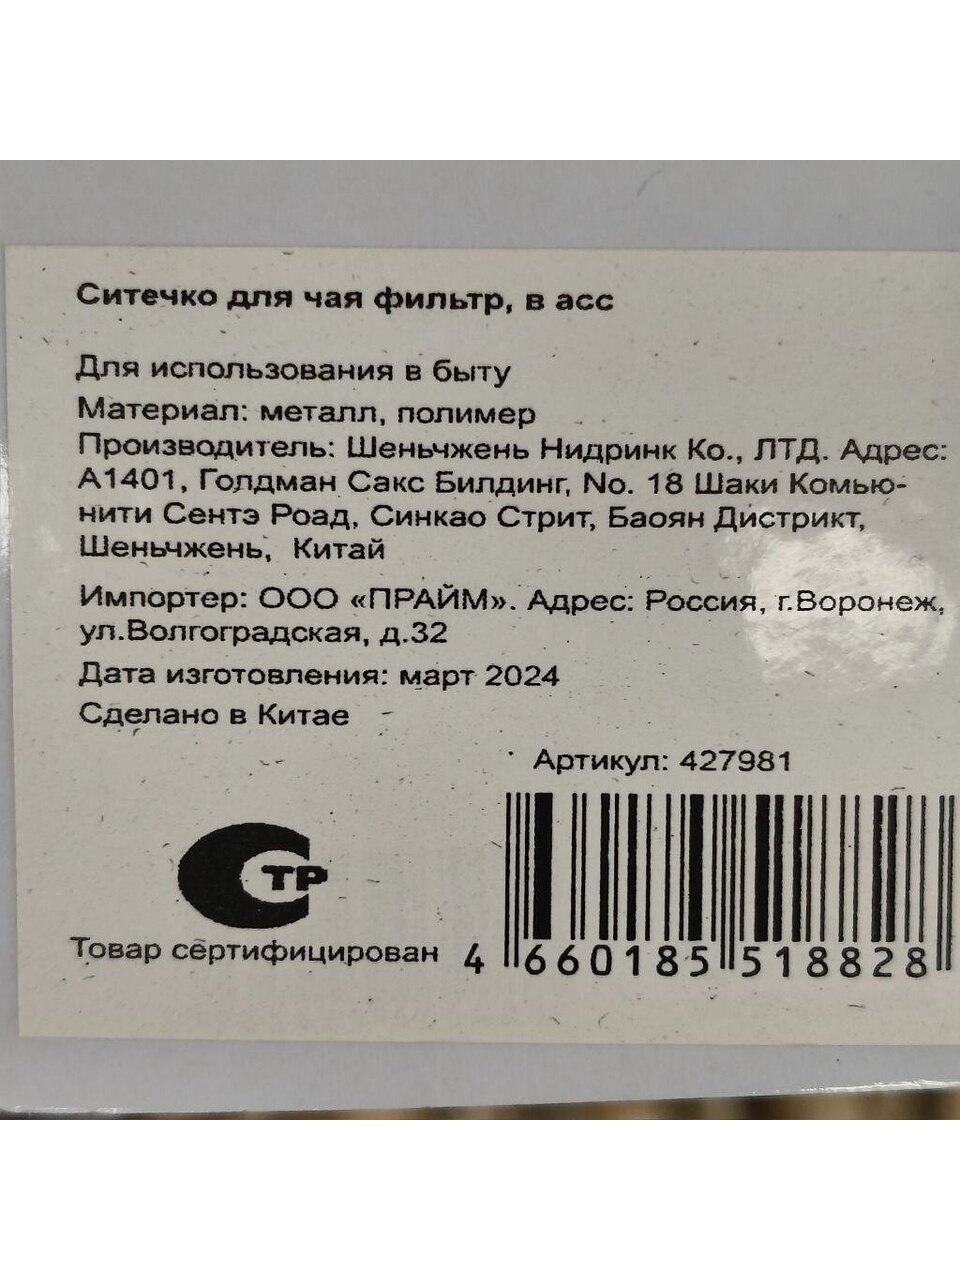 Ситечко для чая фильтр, в асс
Для использования в быту
Материал: металл, полимер
Производитель: Шеньчжень Нидринк Ко., ЛТД. Адрес:
А1401, Голдман Сакс Билдинг, No. 18 Шаки Комью-
нити Сентэ Роад, Синкао Стрит, Баоян Дистрикт,
Шеньчжень, Китай
Импортер: ООО «ПРАЙМ». Адрес: Россия, г.Воронеж,
ул.Волгоградская, д.32
Дата изготовления: март 2024
Сделано в Китае
Артикул: 427981
СТР
Товар сертифицирован
4 660185 518828